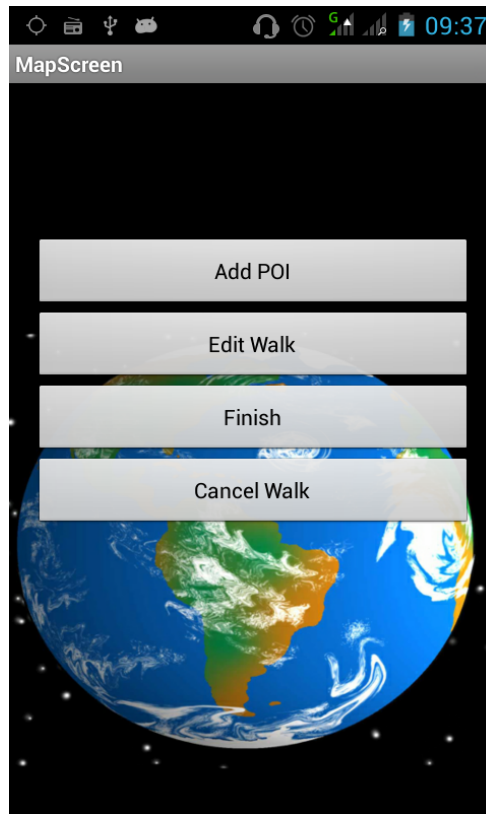 G
09:37
MapScreen
Add POI
Edit Walk
Finish
Cancel Walk